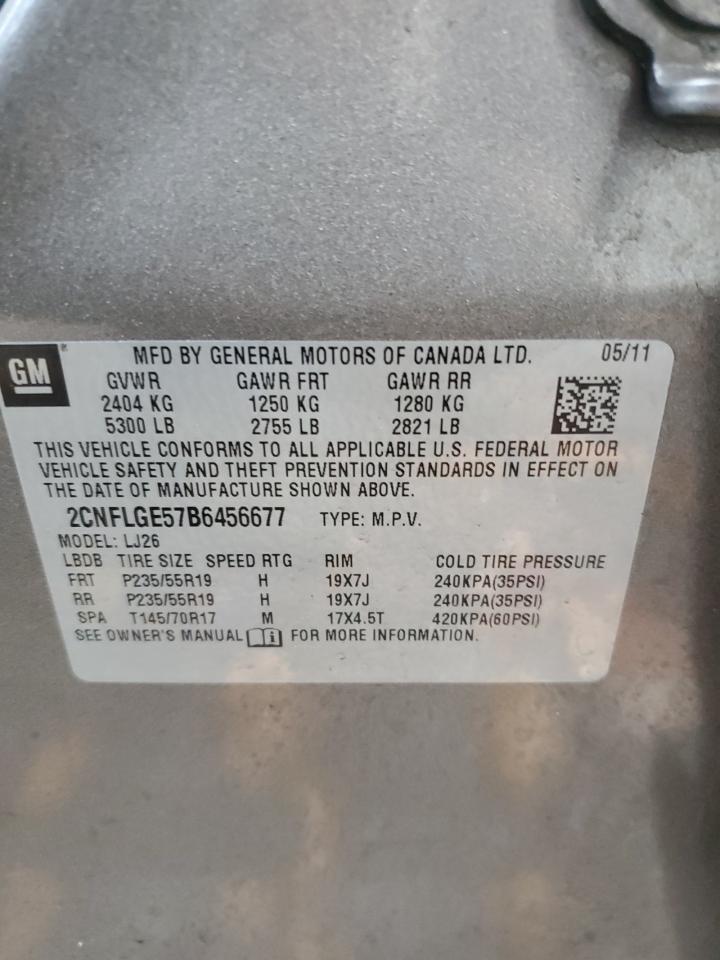 GM ®
MFD BY GENERAL MOTORS OF CANADA LTD. 05/11
GVWR GAWR FRT GAWR RR
2404 KG 1250 KG 1280 KG
5300 LB 2755 LB 2821 LB
THIS VEHICLE CONFORMS TO ALL APPLICABLE U.S. FEDERAL MOTOR
VEHICLE SAFETY AND THEFT PREVENTION STANDARDS IN EFFECT ON
THE DATE OF MANUFACTURE SHOWN ABOVE.
2CNFLGE57B6456677 TYPE: M.P.V.
MODEL: LJ26
LBDB TIRE SIZE SPEED RTG RIM COLD TIRE PRESSURE
FRT P235/55R19 H 19X7J 240KPA(35PSI)
RR P235/55R19 H 19X7J 240KPA(35PSI)
SPA T145/70R17 M 17X4.5T 420KPA(60PSI)
SEE OWNER'S MANUAL i FOR MORE INFORMATION.